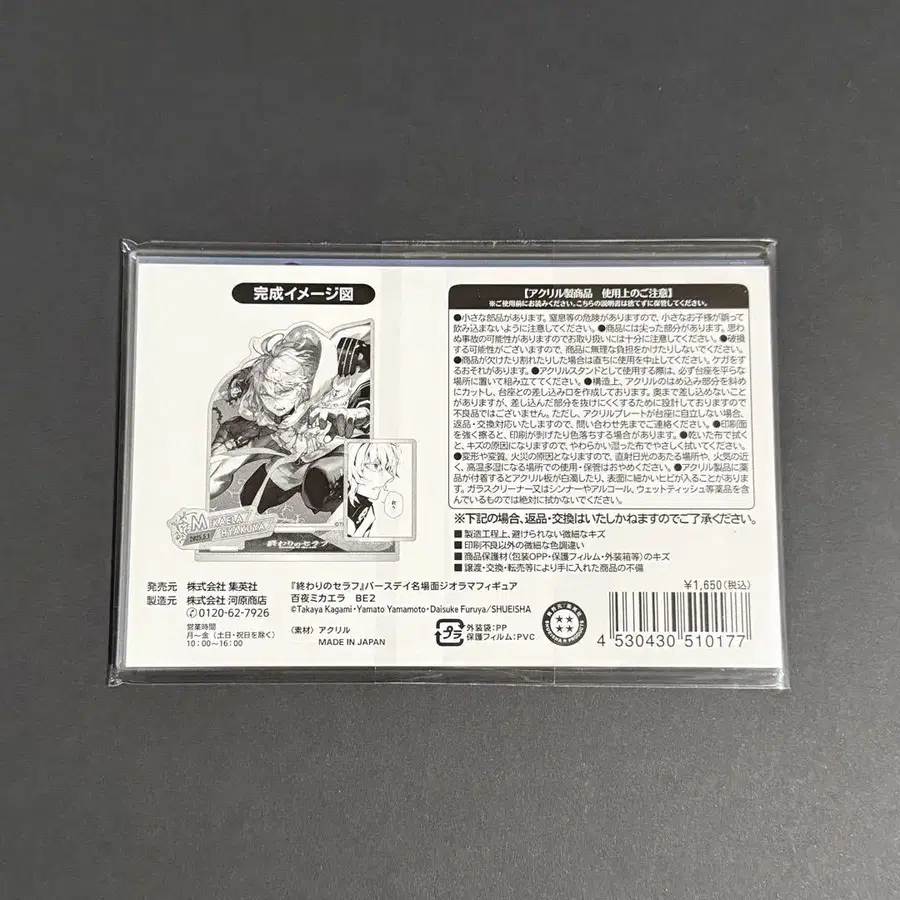 完成イメージ図
MIKAELA
HYAKUYA
2025.5.1
終わりのセラフ
発売元 株式会社 集英社
製造元 株式会社 河原商店
0120-62-7926
営業時間
月~金(土日・祝日を除く)
10:00~16:00
『終わりのセラフ』バースデイ名場面ジオラマフィギュア
百夜ミカエラ BE2
©Takaya Kagami・Yamato Yamamoto・Daisuke Furuya/SHUEISHA
(素材)アクリル
MADE IN JAPAN
【アクリル製商品 使用上のご注意】
※ご使用前にお読みください。こちらの説明書は捨てずに保管してください。
●小さな部品があります。窒息等の危険がありますので、小さなお子様が誤って
飲み込まないように注意してください。●商品には尖った部分があります。思わ
ぬ事故の可能性がありますのでお取り扱いには十分に注意してください。●破損
する可能性がございますので、商品に無理な負担をかけたりしないでください。
●商品が欠けたり割れたりした場合は直ちに使用を中止してください。ケガをす
るおそれがあります。●アクリルスタンドとして使用する際は、必ず台座を平らな
場所に置いて組み立ててください。●構造上、アクリルのはめ込み部分を斜め
にカットし、台座との差し込み口を作成しております。奥まで差し込めないこと
がありますが、差し込んだ部分を抜けにくくするために設計しておりますので
不良品ではございません。ただし、アクリルプレートが台座に自立しない場合、
返品・交換対応いたしますので、問い合わせ先までご連絡ください。●印刷面
を強く擦ると、印刷が剥げたり色落ちする場合があります。●乾いた布で拭く
と、キズの原因になりますので、やわらかい湿った布でやさしく拭いてください。
●変形や変質、火災の原因となりますので、直射日光のあたる場所や、火気の近
く、高温多湿になる場所での使用・保管はおやめください。●アクリル製品に薬
品が付着するとアクリル板が白濁したり、表面に細かいヒビが入ることがありま
す。ガラスクリーナー又はシンナーやアルコール、ウェットティッシュ等薬品を含
んでいるものでは絶対に拭かないでください。
※下記の場合、返品・交換はいたしかねますのでご了承ください。
■ 製造工程上、避けられない微細なキズ
■ 印刷不良以外の微細な色調違い
■ 商品保護材(包装OPP・保護フィルム・外装箱等)のキズ
■ 譲渡・交換・転売等により手に入れた商品の不備
¥1,650(税込)
プラ
外装袋:PP
保護フィルム:PVC
4 530430 510177